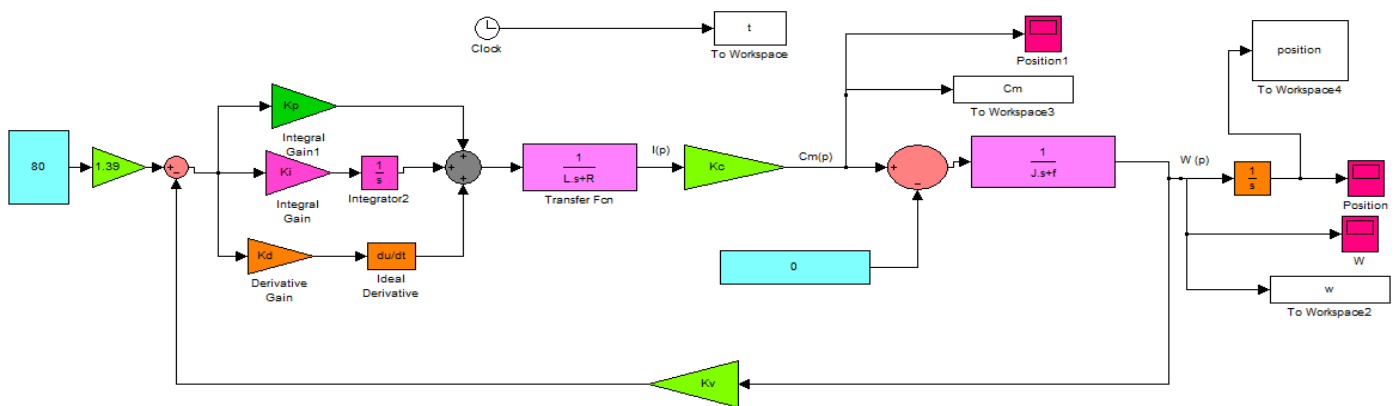 t
Clock
To Workspace
Position1
position
To Workspace4
Cm
To Workspace3
Kp
Integral
Gain1
80
1.39
+
−
Ki
Integral
Gain
1
s
Integrator2
+
+
+
1
L.s+R
Transfer Fcn
I(p)
Kc
Cm(p)
+
−
1
J.s+f
W (p)
1
s
Position
W
Kd
Derivative
Gain
du/dt
Ideal
Derivative
0
w
To Workspace2
Kv